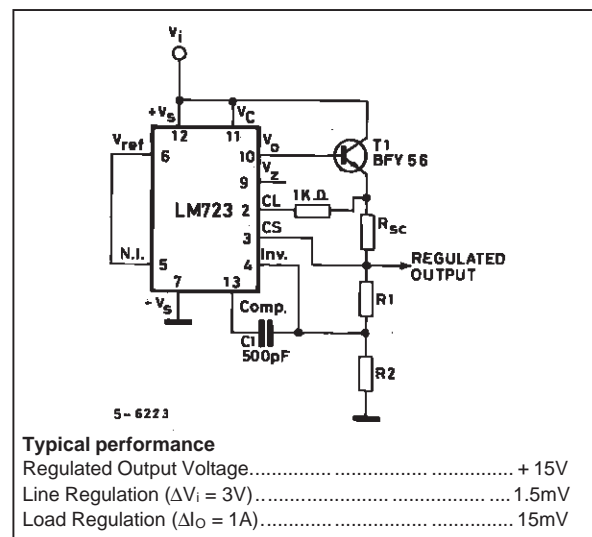 Vi
+Vs
VC
12
11
Vref
6
Vo
10
T1
BFY 56
Vz
9
LM723
CL
2
1KΩ
Rsc
CS
3
REGULATED
OUTPUT
N.I.
5
Inv.
4
7
13
R1
-Vs
Comp.
C1
500pF
R2
5-6223
Typical performance
Regulated Output Voltage.............. ..................... ............... + 15V
Line Regulation (ΔVi = 3V)............... ..................... .... 1.5mV
Load Regulation (ΔIO = 1A)............... ..................... ..... 15mV